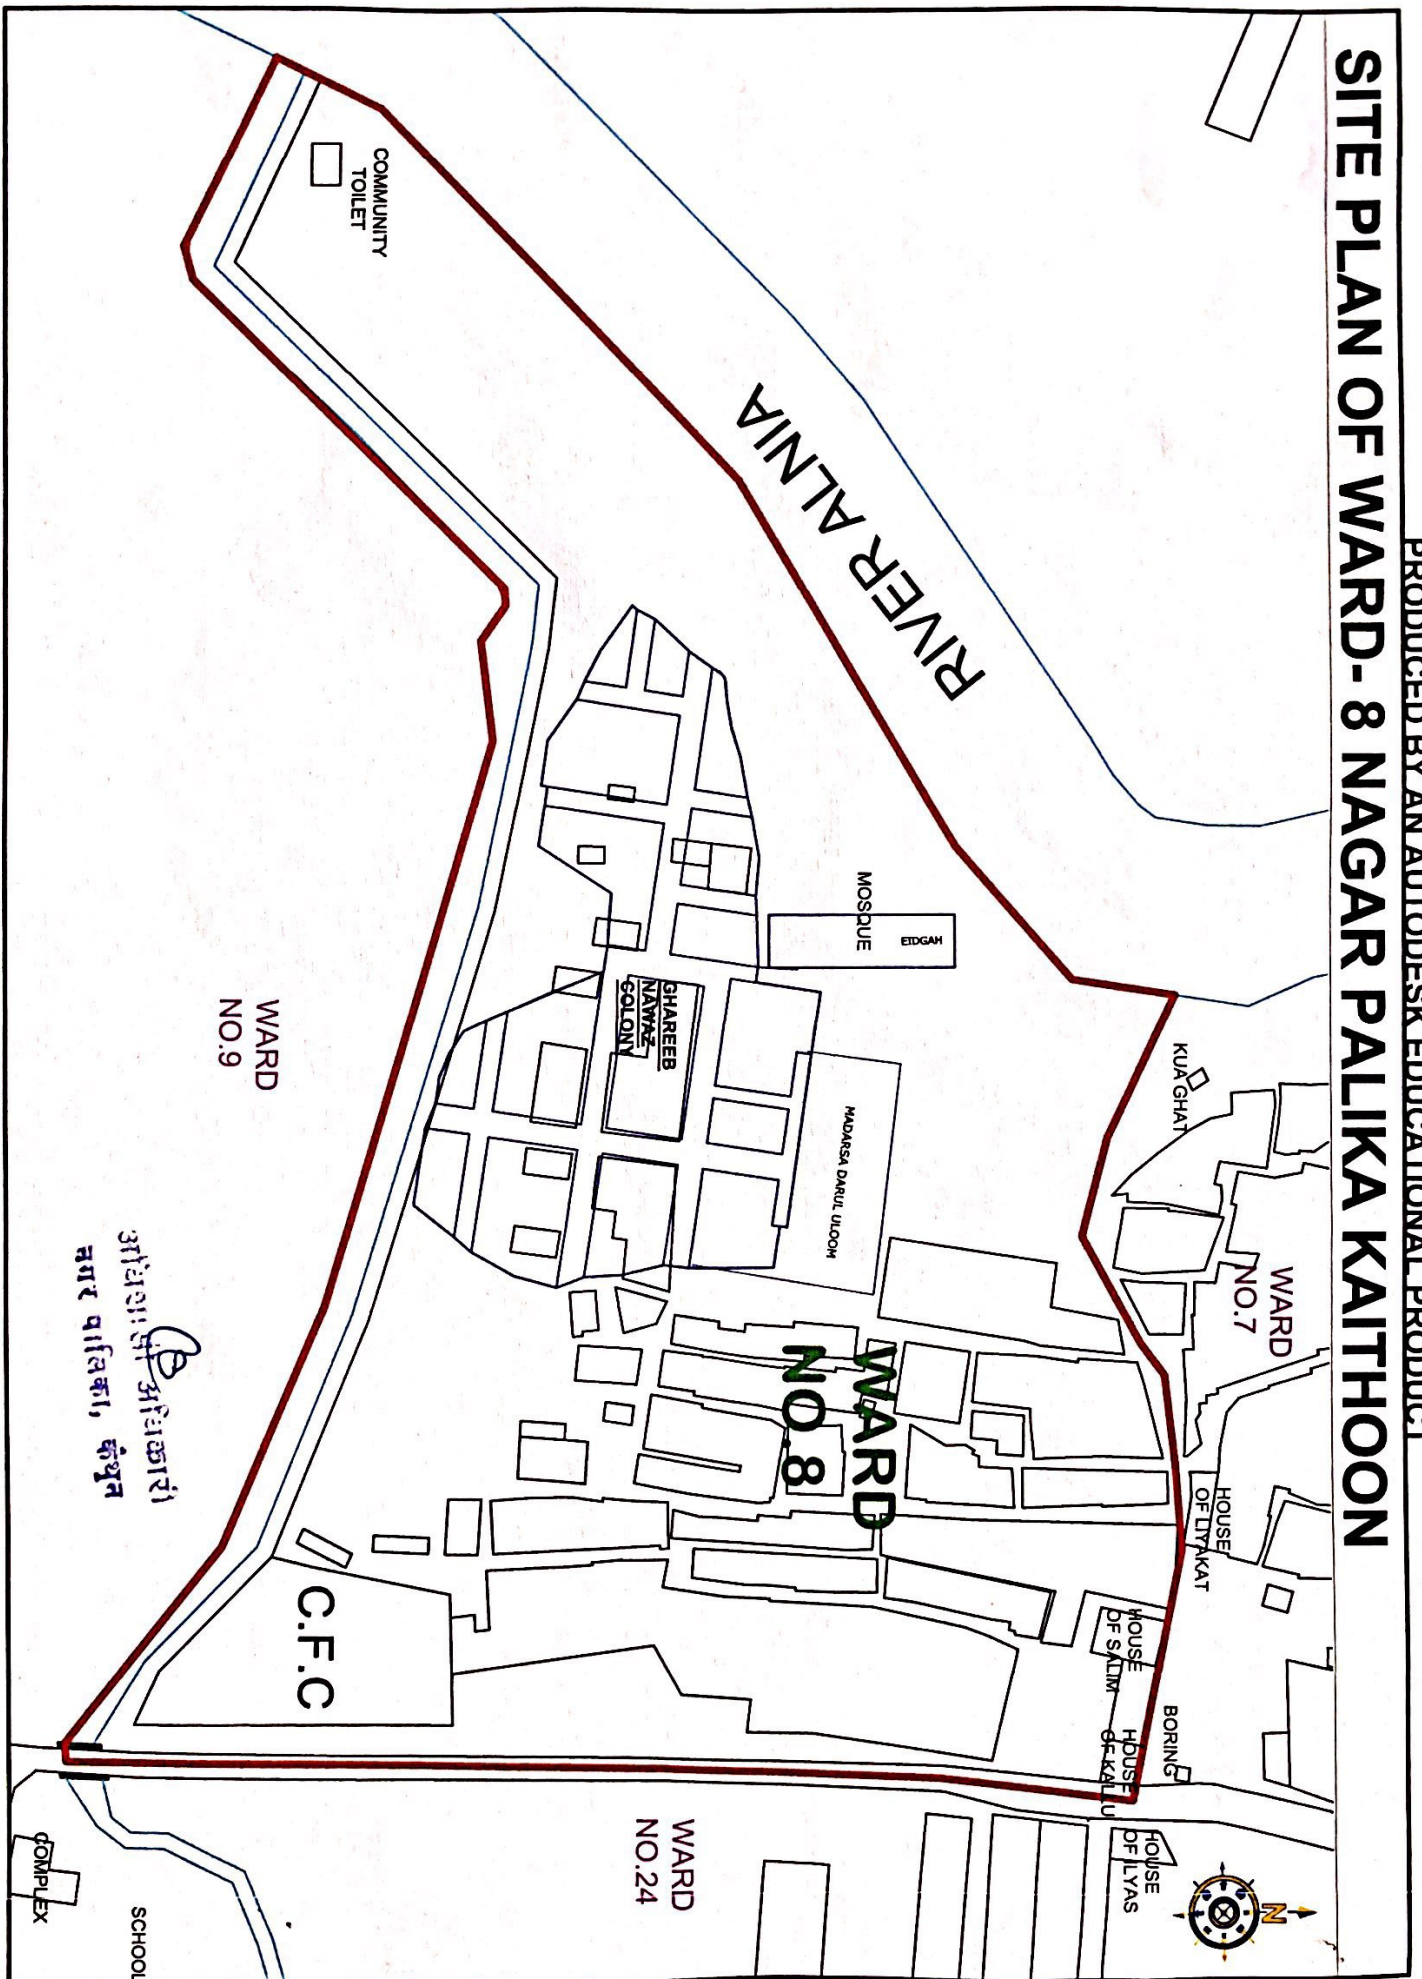 PRODUCED BY AN AUTODESK EDUCATIONAL PRODUCT
SITE PLAN OF WARD- 8 NAGAR PALIKA KAITHOON
N
RIVER ALNIA
COMMUNITY
TOILET
MOSQUE
EIDGAH
KUA GHAT
WARD
NO.7
MADARSA DARUL ULOOM
GHAREEB
NAWAZ
COLONY
WARD
NO.8
HOUSE
OF LIYAKAT
HOUSE
OF SALIM
BORING
HOUSE
OF KALLU
HOUSE
OF ILYAS
WARD
NO.9
C.F.C
WARD
NO.24
COMPLEX
SCHOOL
अधिशाषी अधिकारी
नगर पालिका, कैथून